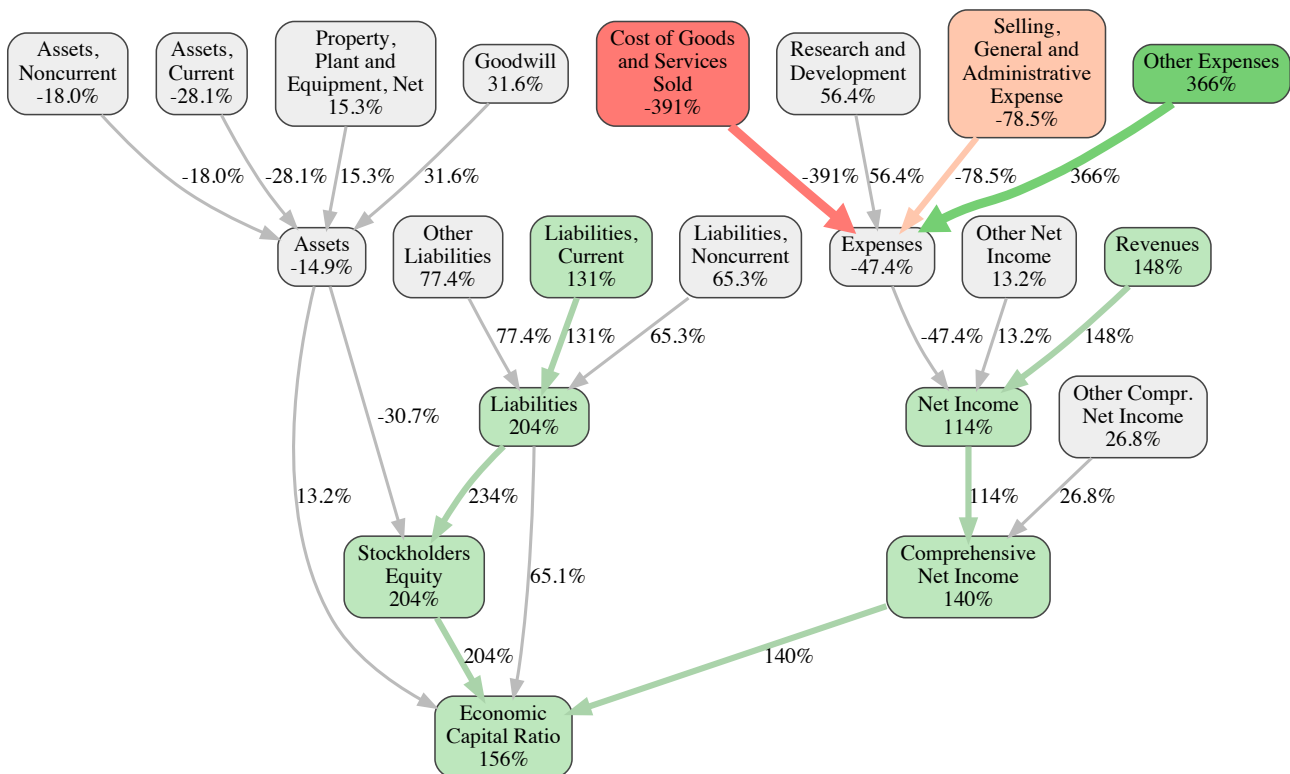 Assets,
Noncurrent
-18.0%
Assets,
Current
-28.1%
Property,
Plant and
Equipment, Net
15.3%
Goodwill
31.6%
Cost of Goods
and Services
Sold
-391%
Research and
Development
56.4%
Selling,
General and
Administrative
Expense
-78.5%
Other Expenses
366%
-18.0%
-28.1%
15.3%
31.6%
-391%
56.4%
-78.5%
366%
Assets
-14.9%
Other
Liabilities
77.4%
Liabilities,
Current
131%
Liabilities,
Noncurrent
65.3%
Expenses
-47.4%
Other Net
Income
13.2%
Revenues
148%
77.4%
131%
65.3%
-47.4%
13.2%
148%
-30.7%
Liabilities
204%
Net Income
114%
Other Compr.
Net Income
26.8%
13.2%
234%
114%
26.8%
Stockholders
Equity
204%
65.1%
Comprehensive
Net Income
140%
204%
140%
Economic
Capital Ratio
156%